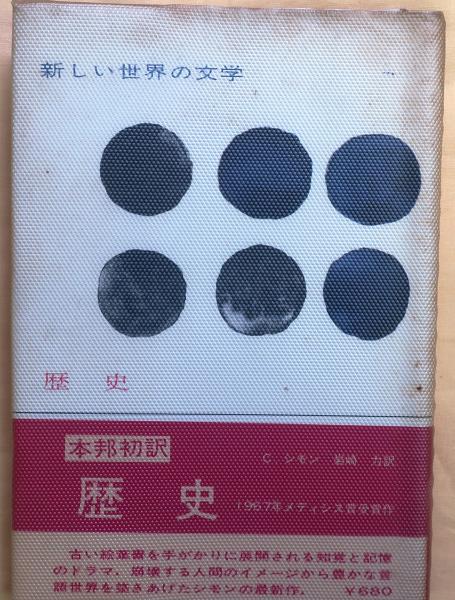 新しい世界の文学
歴 史
本邦初訳
C シモン 岩崎 力訳
歴 史
1967年メディシス賞受賞作
古い絵葉書を手がかりに展開される知覚と記憶
のドラマ。崩壊する人間のイメージから豊かな言
語世界を築きあげたシモンの最新作。 ￥680